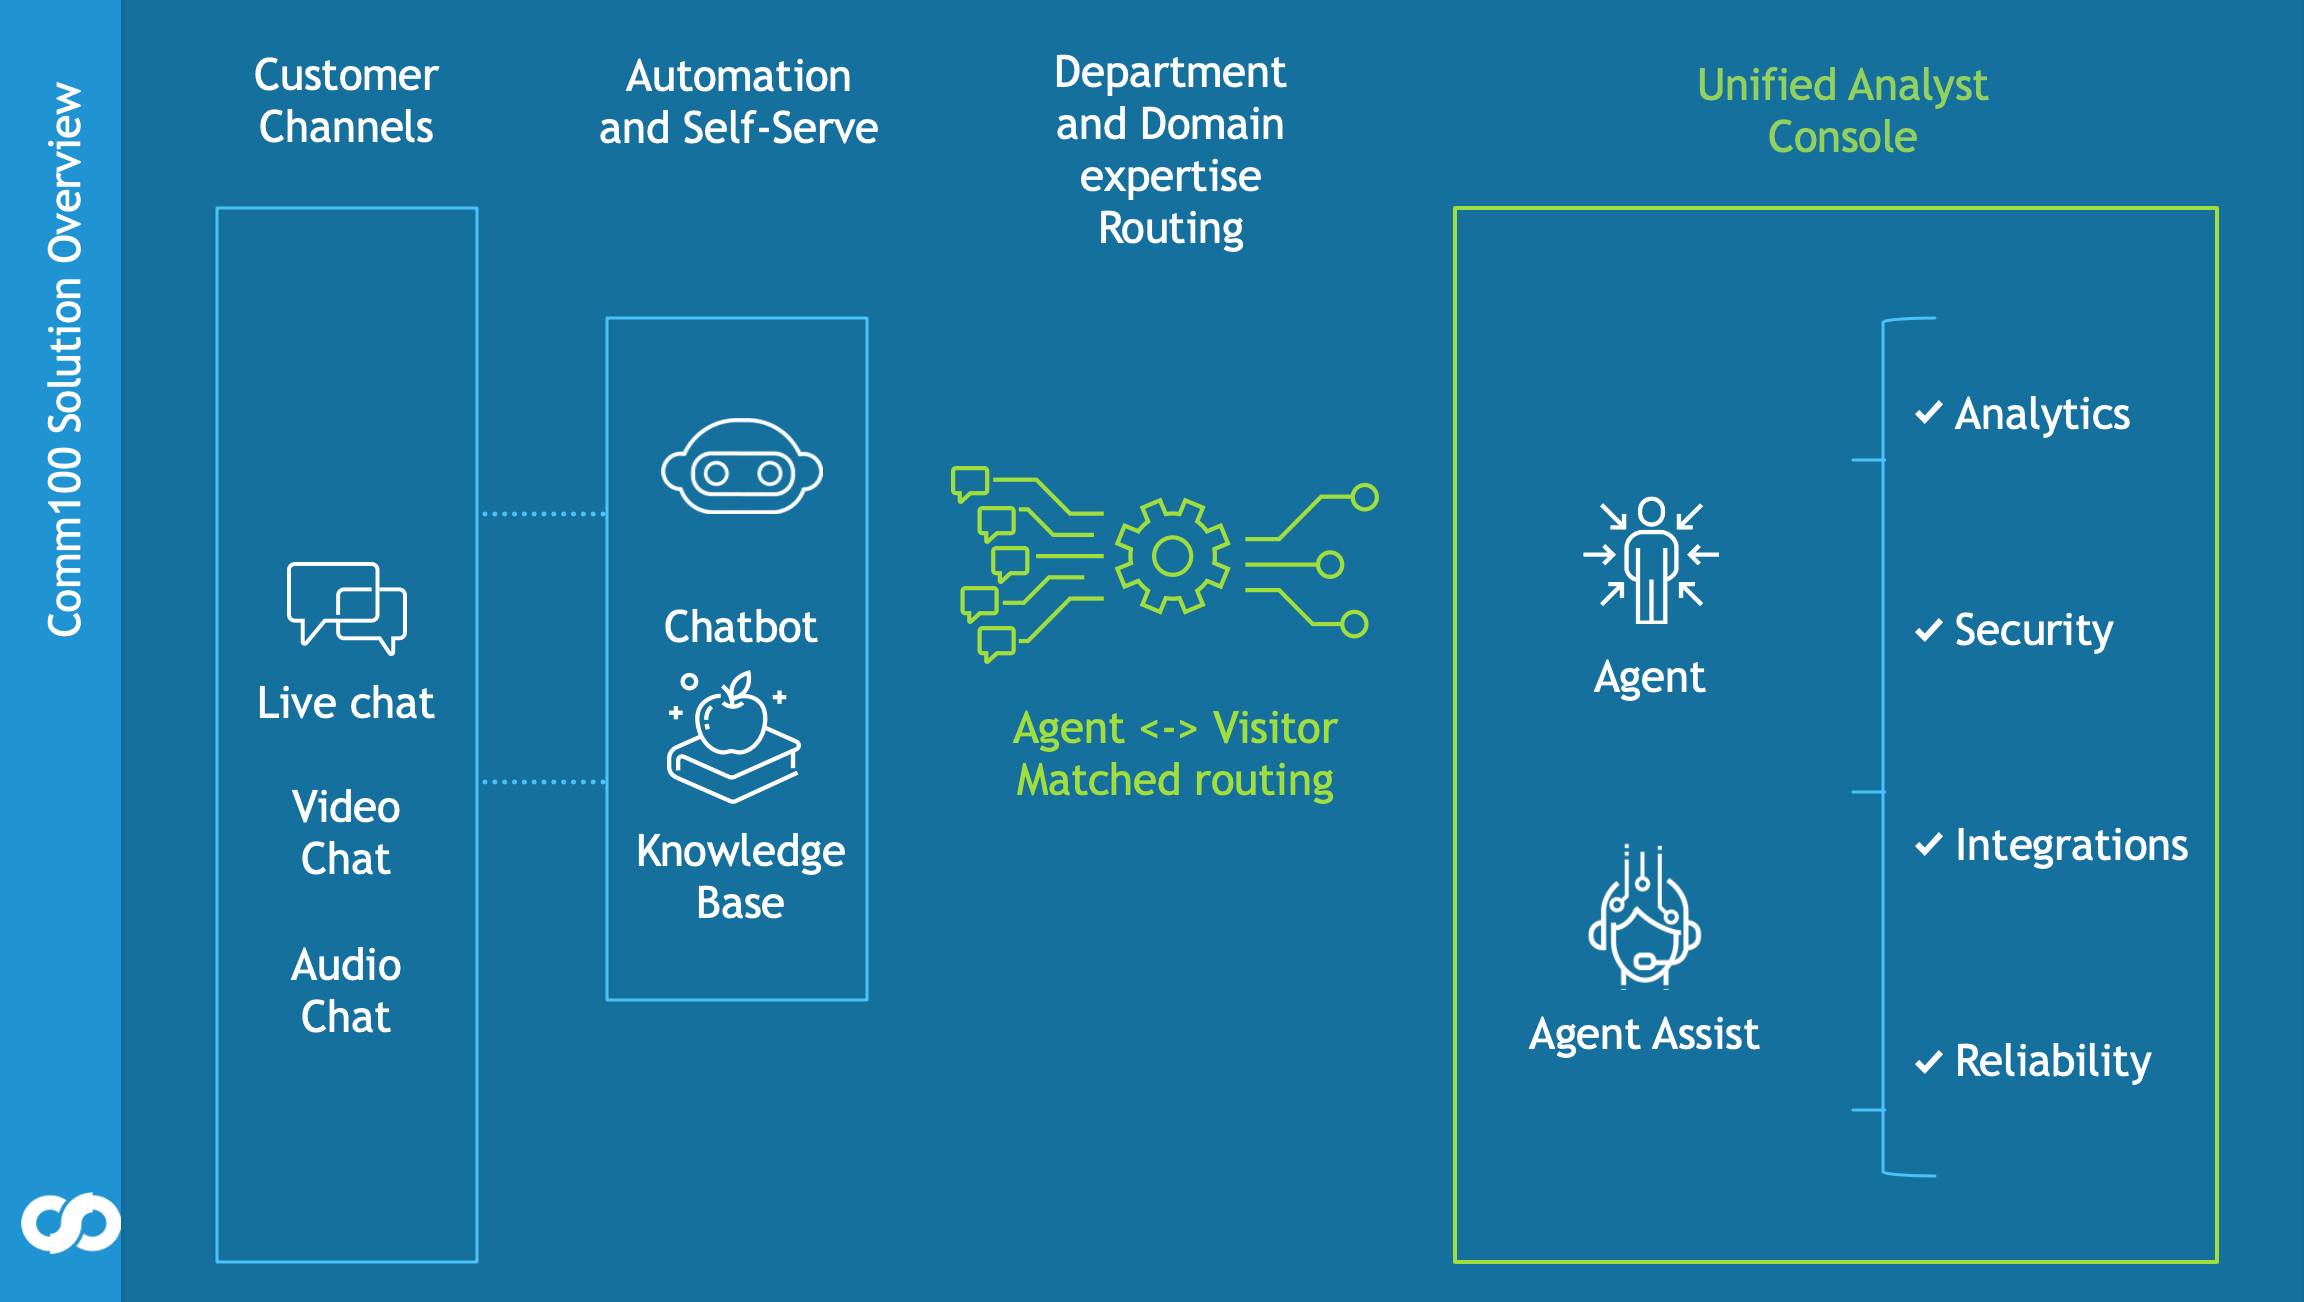 Comm100 Solution Overview
Customer
Channels
Live chat
Video
Chat
Audio
Chat
Automation
and Self-Serve
Chatbot
Knowledge
Base
Department
and Domain
expertise
Routing
Agent <-> Visitor
Matched routing
Unified Analyst
Console
Agent
Agent Assist
✓ Analytics
✓ Security
✓ Integrations
✓ Reliability